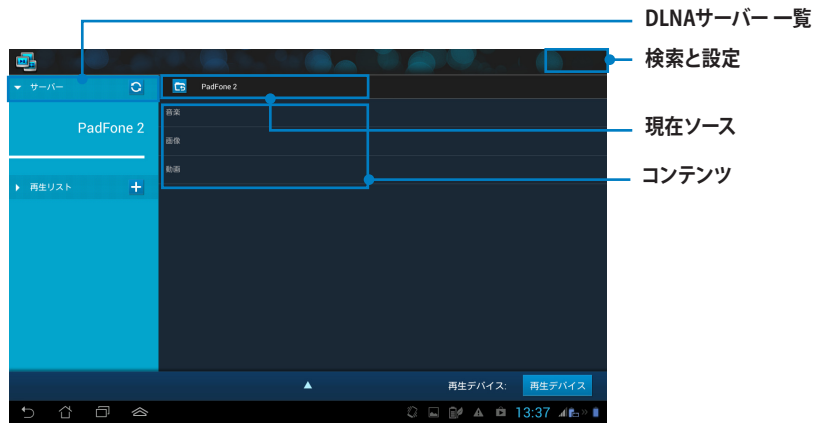 DLNAサーバー 一覧
検索と設定
サーバー
PadFone 2
現在ソース
PadFone 2
音楽
画像
動画
コンテンツ
再生リスト
再生デバイス:
再生デバイス
13:37